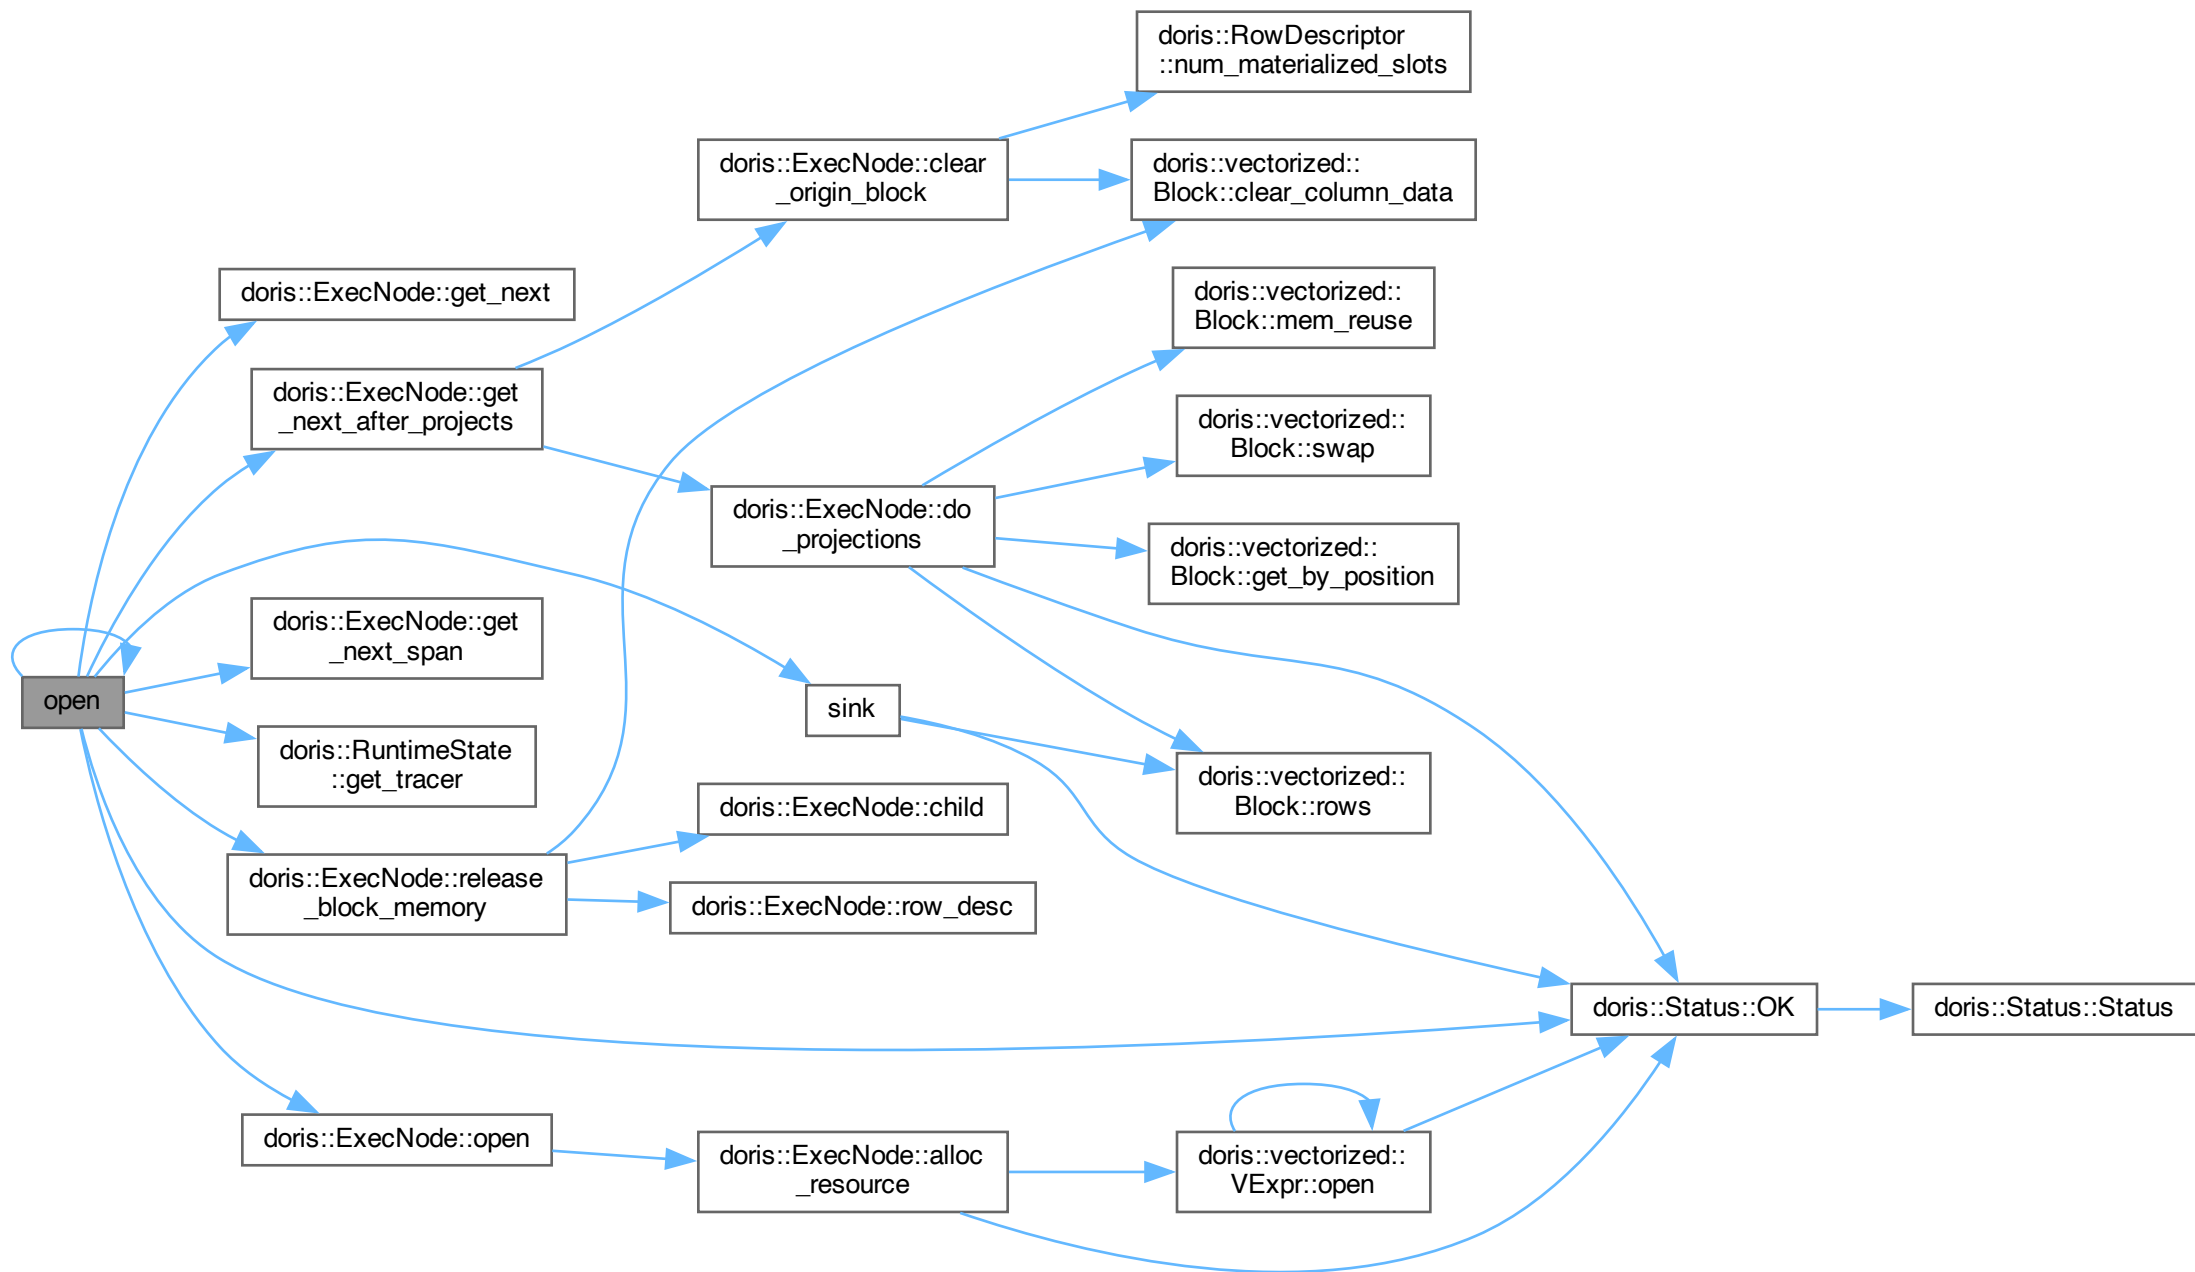 doris::RowDescriptor
::num_materialized_slots
doris::ExecNode::clear
_origin_block
doris::vectorized::
Block::clear_column_data
doris::ExecNode::get_next
doris::vectorized::
Block::mem_reuse
doris::ExecNode::get
_next_after_projects
doris::vectorized::
Block::swap
doris::ExecNode::do
_projections
doris::vectorized::
Block::get_by_position
doris::ExecNode::get
_next_span
open
sink
doris::RuntimeState
::get_tracer
doris::vectorized::
Block::rows
doris::ExecNode::child
doris::ExecNode::release
_block_memory
doris::ExecNode::row_desc
doris::Status::OK
doris::Status::Status
doris::ExecNode::open
doris::ExecNode::alloc
_resource
doris::vectorized::
VExpr::open